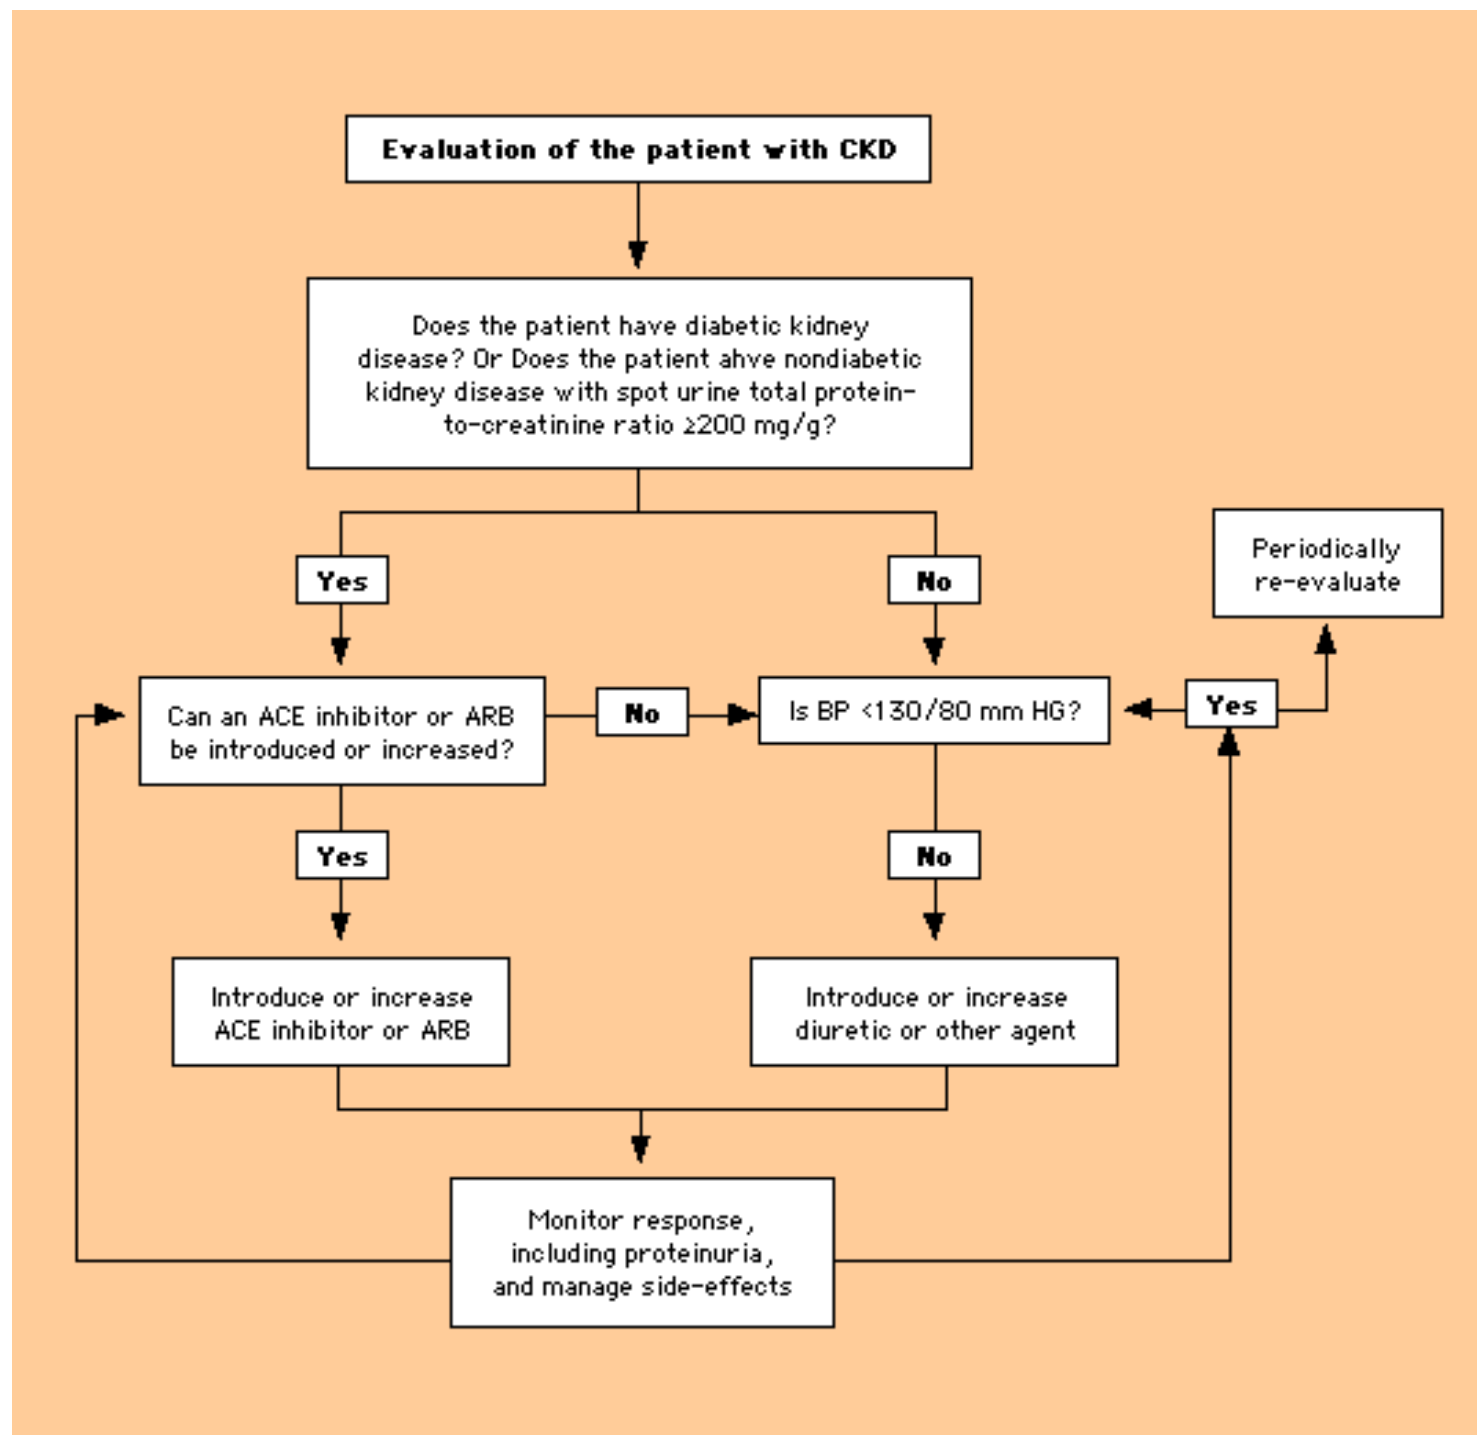 Evaluation of the patient with CKD
Does the patient have diabetic kidney
disease? Or Does the patient ahve nondiabetic
kidney disease with spot urine total protein-
to-creatinine ratio ≥200 mg/g?
Yes
No
Periodically
re-evaluate
Can an ACE inhibitor or ARB
be introduced or increased?
No
Is BP <130/80 mm HG?
Yes
Yes
No
Introduce or increase
ACE inhibitor or ARB
Introduce or increase
diuretic or other agent
Monitor response,
including proteinuria,
and manage side-effects